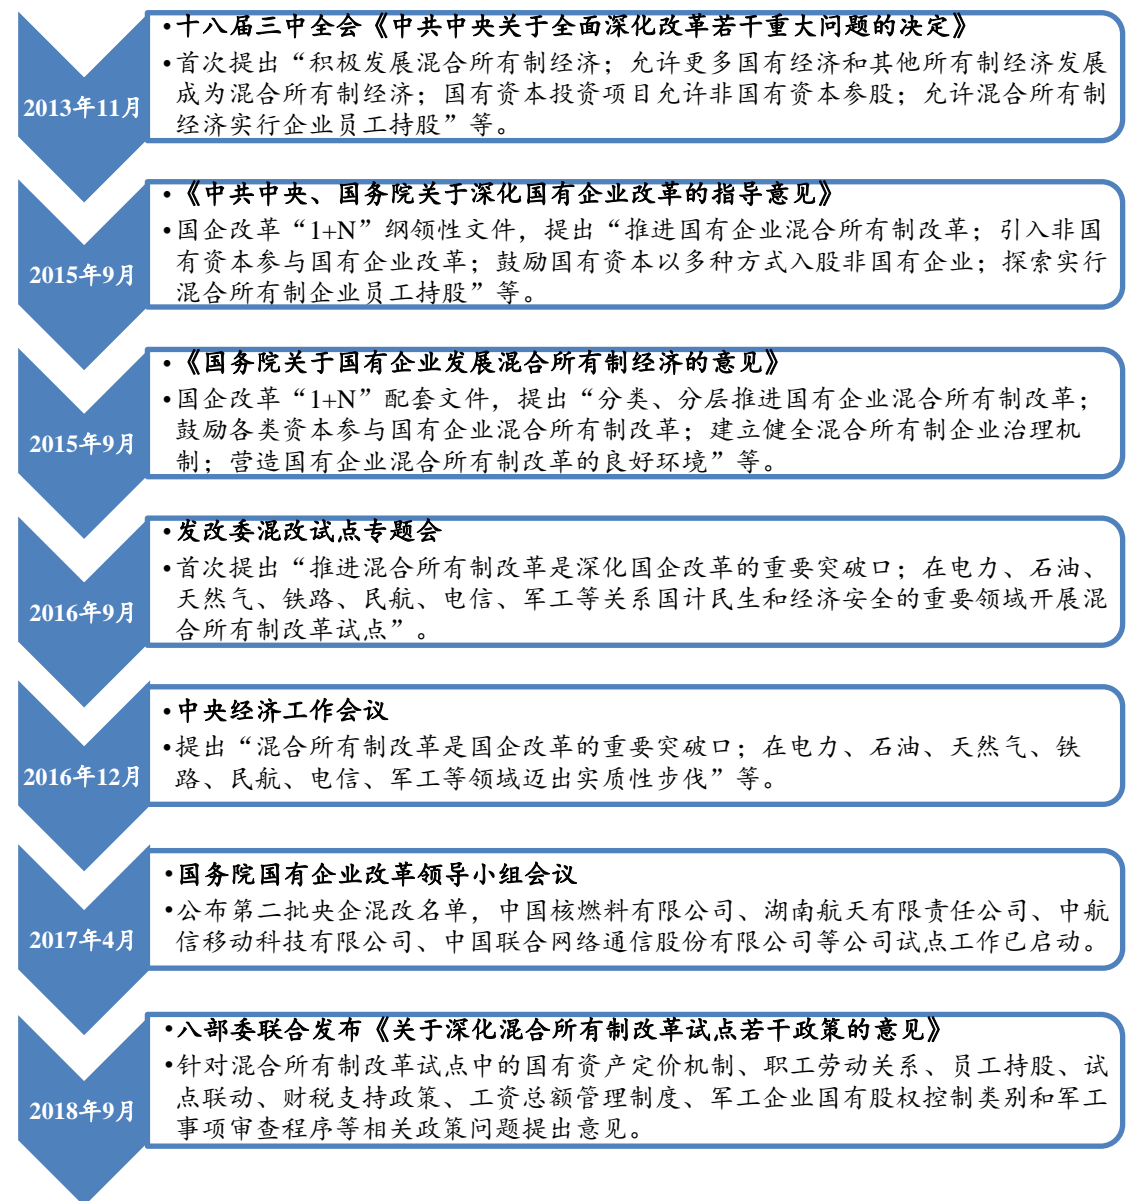 2013年11月
•十八届三中全会《中共中央关于全面深化改革若干重大问题的决定》
•首次提出“积极发展混合所有制经济；允许更多国有经济和其他所有制经济发展
成为混合所有制经济；国有资本投资项目允许非国有资本参股；允许混合所有制
经济实行企业员工持股”等。
2015年9月
•《中共中央、国务院关于深化国有企业改革的指导意见》
•国企改革“1+N”纲领性文件，提出“推进国有企业混合所有制改革；引入非国
有资本参与国有企业改革；鼓励国有资本以多种方式入股非国有企业；探索实行
混合所有制企业员工持股”等。
2015年9月
•《国务院关于国有企业发展混合所有制经济的意见》
•国企改革“1+N”配套文件，提出“分类、分层推进国有企业混合所有制改革；
鼓励各类资本参与国有企业混合所有制改革；建立健全混合所有制企业治理机
制；营造国有企业混合所有制改革的良好环境”等。
2016年9月
•发改委混改试点专题会
•首次提出“推进混合所有制改革是深化国企改革的重要突破口；在电力、石油、
天然气、铁路、民航、电信、军工等关系国计民生和经济安全的重要领域开展混
合所有制改革试点”。
2016年12月
•中央经济工作会议
•提出“混合所有制改革是国企改革的重要突破口；在电力、石油、天然气、铁
路、民航、电信、军工等领域迈出实质性步伐”等。
2017年4月
•国务院国有企业改革领导小组会议
•公布第二批央企混改名单，中国核燃料有限公司、湖南航天有限责任公司、中航
信移动科技有限公司、中国联合网络通信股份有限公司等公司试点工作已启动。
2018年9月
•八部委联合发布《关于深化混合所有制改革试点若干政策的意见》
•针对混合所有制改革试点中的国有资产定价机制、职工劳动关系、员工持股、试
点联动、财税支持政策、工资总额管理制度、军工企业国有股权控制类别和军工
事项审查程序等相关政策问题提出意见。